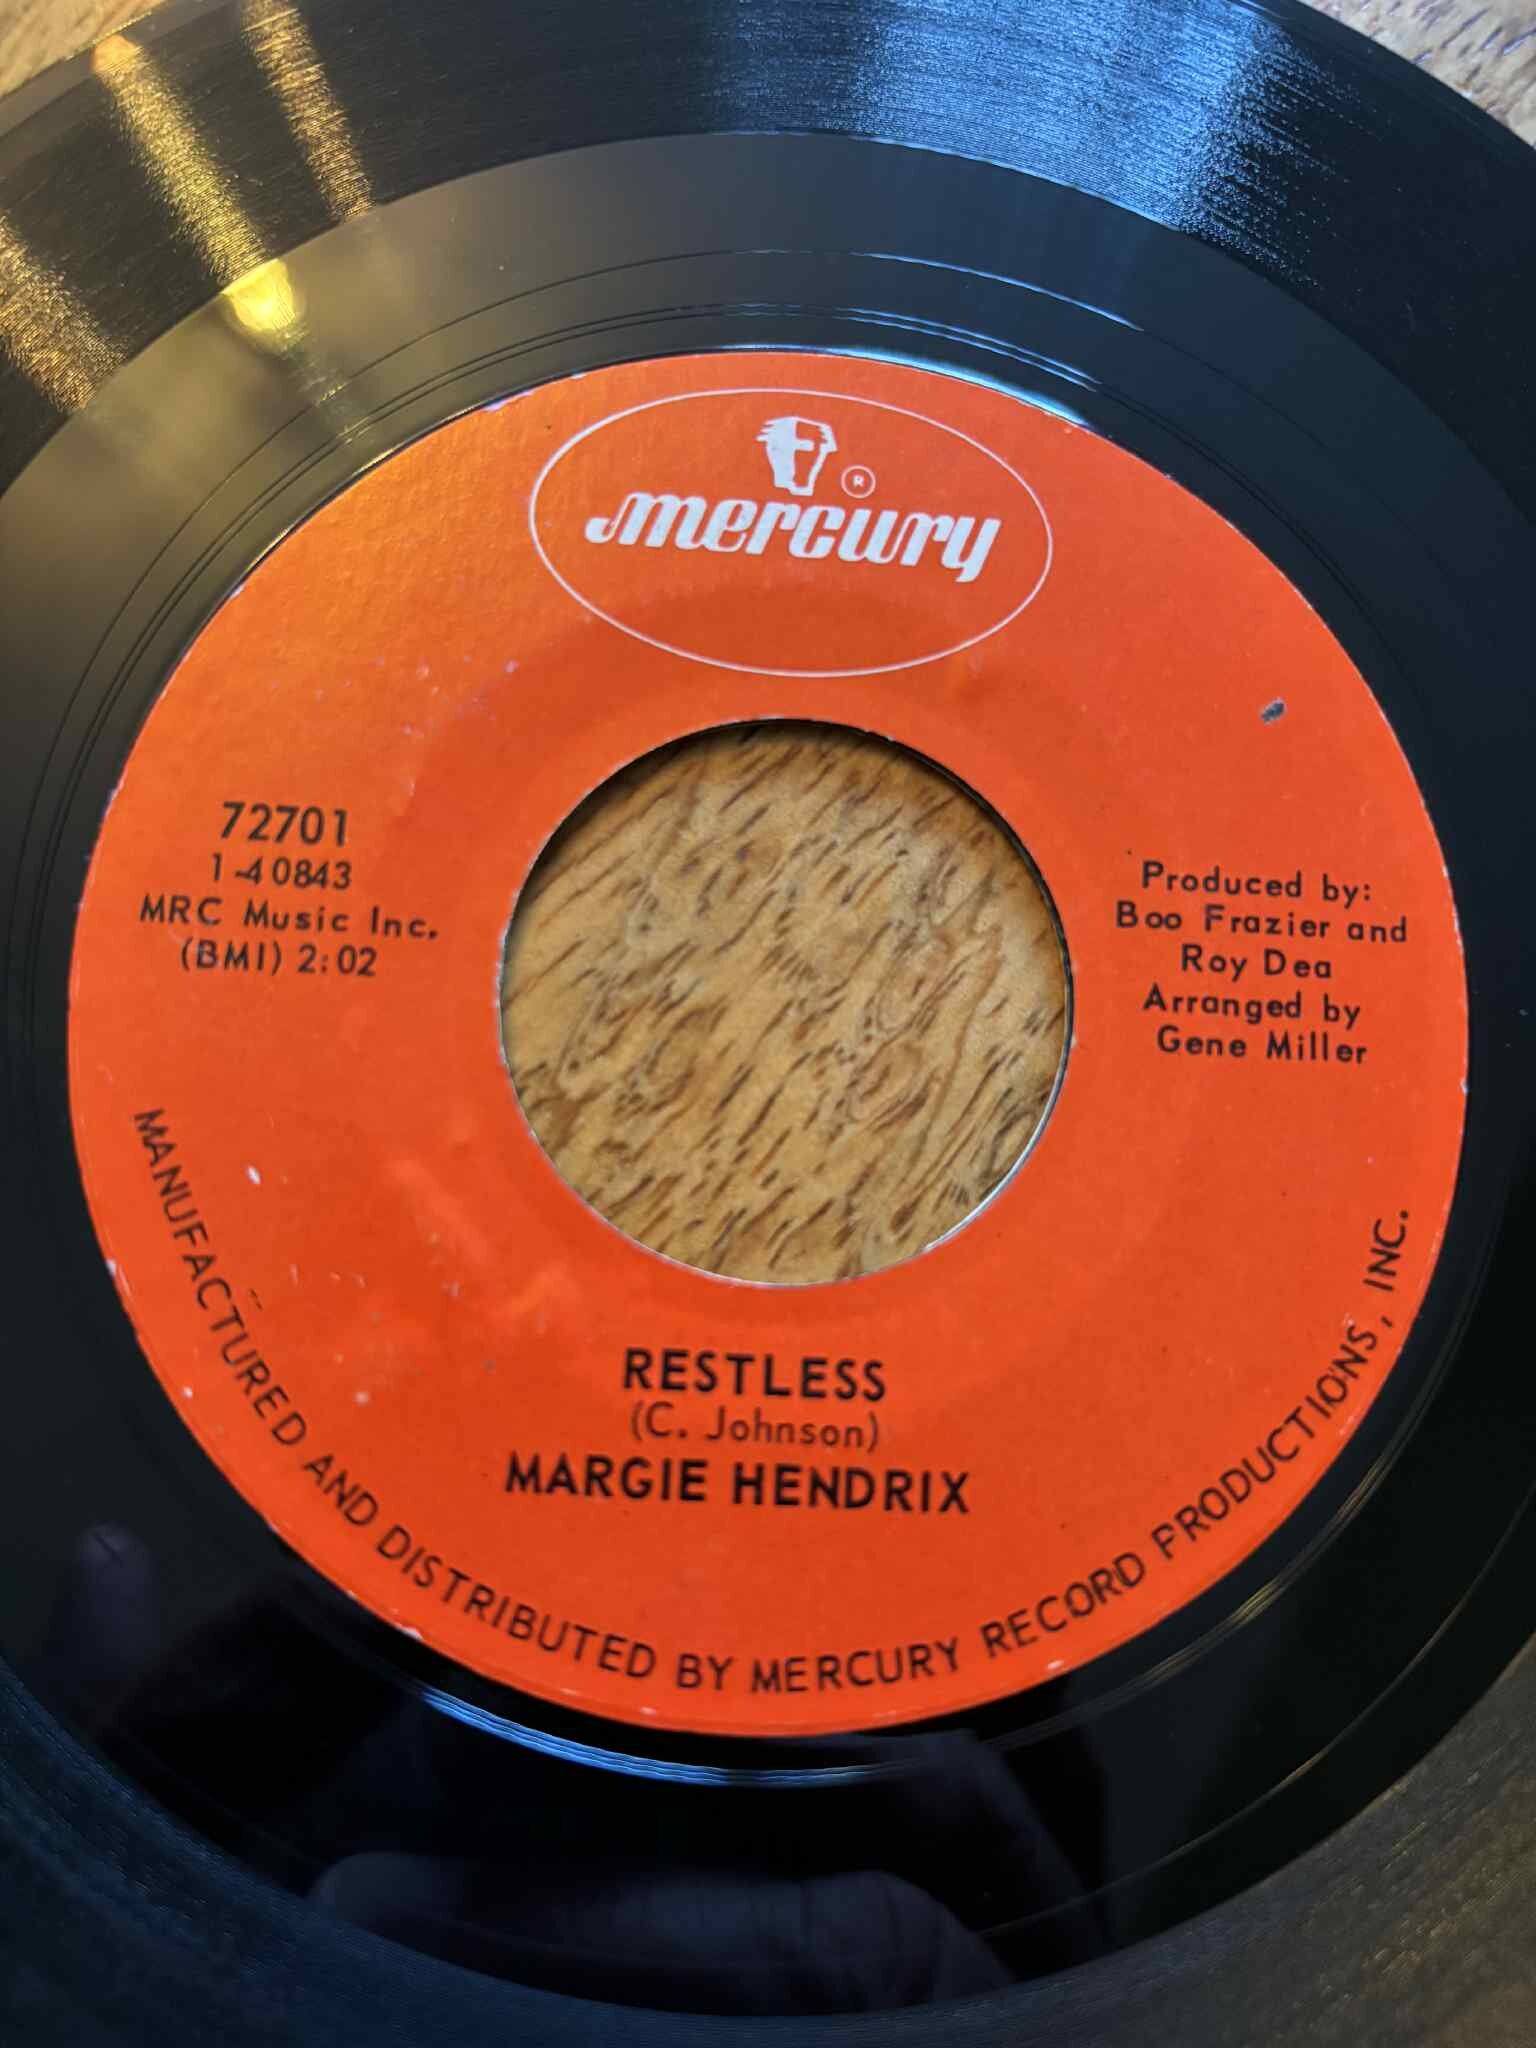 ®
mercury
72701
1-40843
MRC Music Inc.
(BMI) 2:02
Produced by:
Boo Frazier and
Roy Dea
Arranged by
Gene Miller
RESTLESS
(C. Johnson)
MARGIE HENDRIX
MANUFACTURED AND DISTRIBUTED BY MERCURY RECORD PRODUCTIONS, INC.